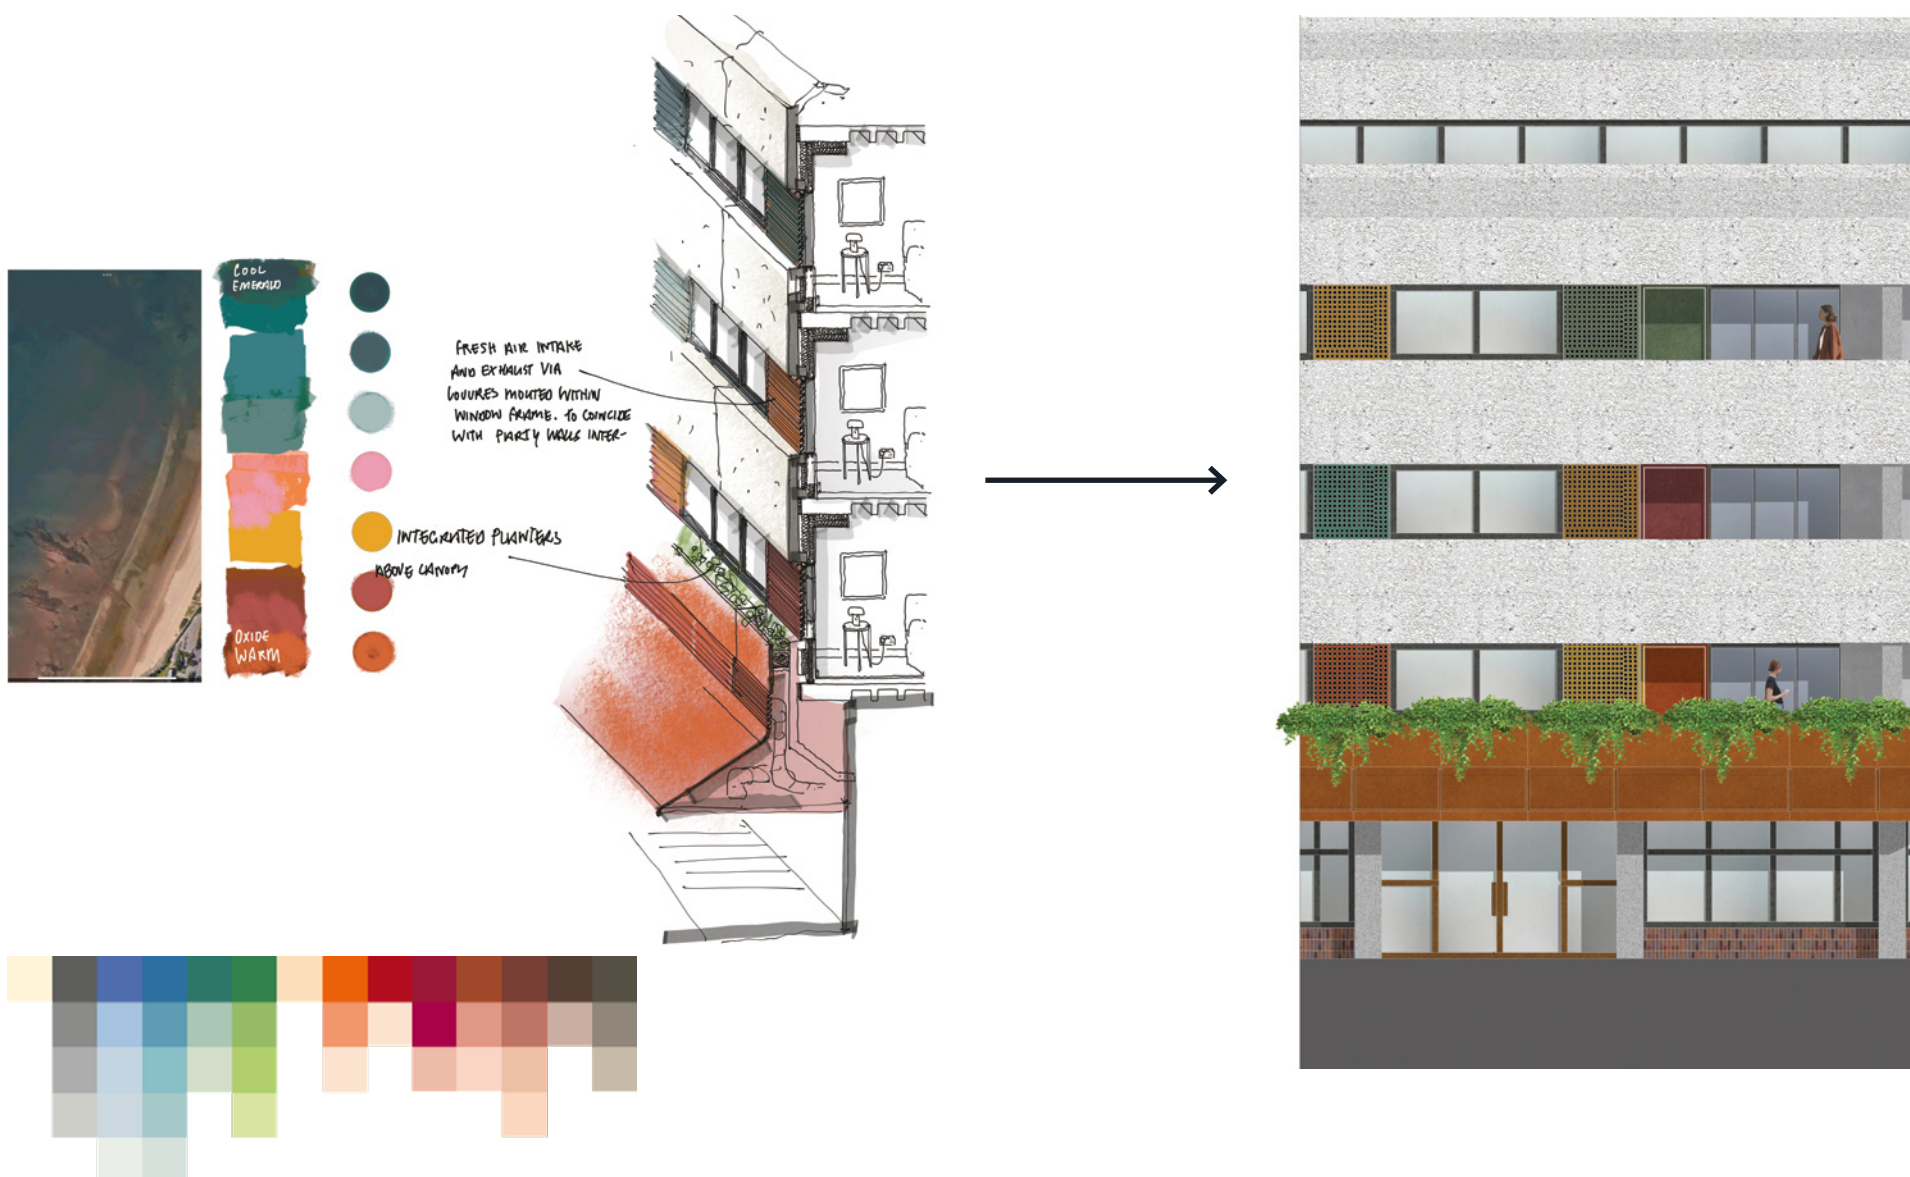 COOL
EMERALD
OXIDE
WARM
FRESH AIR INTAKE
AND EXHAUST VIA
LOUVRES MOUTED WITHIN
WINDOW FRAME. TO COINCIDE
WITH PARTY WALLS INTER-
INTEGRATED PLANTERS
ABOVE CANOPY